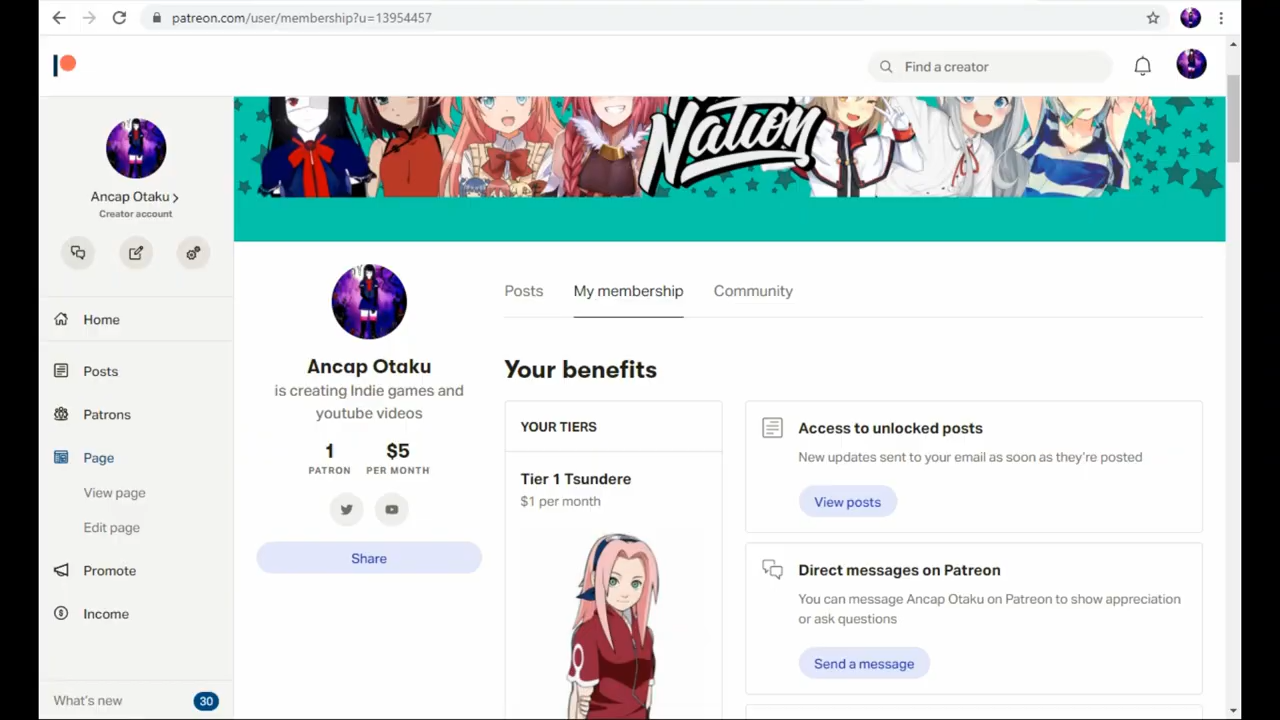 patreon.com/user/membership?u=13954457
Find a creator
Nation
Ancap Otaku
Creator account
Home
Posts
Patrons
Page
View page
Edit page
Promote
Income
What's new
30
Ancap Otaku
is creating Indie games and
youtube videos
1
PATRON
$5
PER MONTH
Share
Posts
My membership
Community
Your benefits
YOUR TIERS
Tier 1 Tsundere
$1 per month
Access to unlocked posts
New updates sent to your email as soon as they're posted
View posts
Direct messages on Patreon
You can message Ancap Otaku on Patreon to show appreciation
or ask questions
Send a message